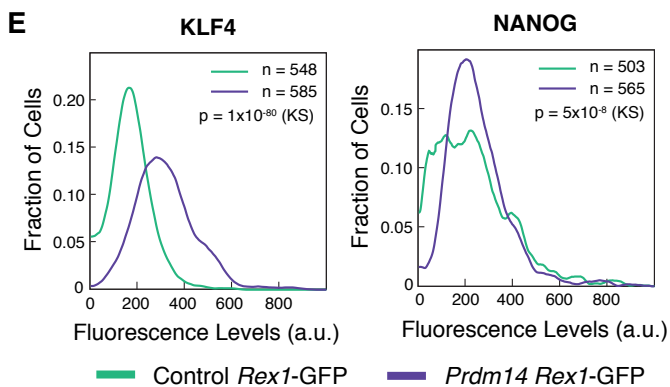 E
KLF4
NANOG
n = 548
n = 585
p = 1x10⁻⁸⁰ (KS)
n = 503
n = 565
p = 5x10⁻⁸ (KS)
Fraction of Cells
0.20
0.15
0.10
0.05
0
0 200 400 600 800
Fluorescence Levels (a.u.)
Fraction of Cells
0.15
0.10
0.05
0
0 200 400 600 800
Fluorescence Levels (a.u.)
Control Rex1-GFP
Prdm14 Rex1-GFP